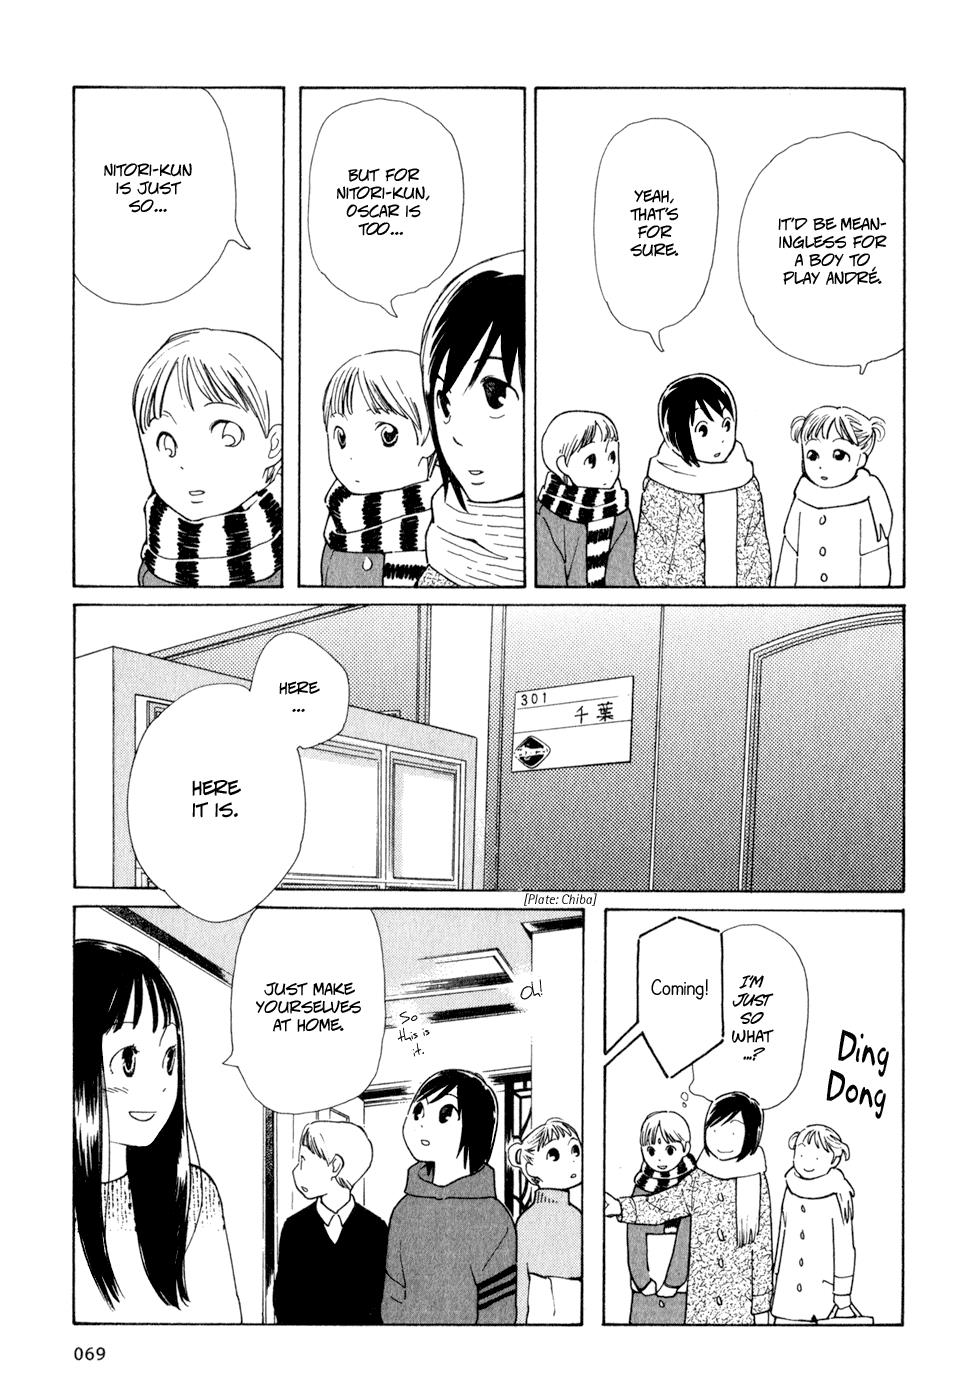 IT'D BE MEAN-
INGLESS FOR
A BOY TO
PLAY ANDRÉ.
YEAH,
THAT'S
FOR
SURE.
BUT FOR
NITORI-KUN,
OSCAR IS
TOO...
NITORI-KUN
IS JUST
SO...
301
千葉
HERE
...
HERE
IT IS.
[Plate: Chiba]
I'M
JUST
SO
WHAT
...?
Ding
Dong
Coming!
Oh!
So
this is
it.
JUST MAKE
YOURSELVES
AT HOME.
069